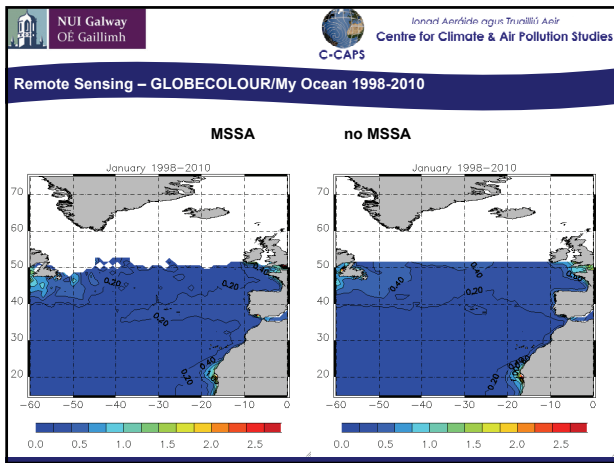 NUI Galway
OÉ Gaillimh
C-CAPS
Ionad Aeráide agus Truailliú Aeir
Centre for Climate & Air Pollution Studies
Remote Sensing – GLOBECOLOUR/My Ocean 1998-2010
MSSA no MSSA
January 1998–2010 January 1998–2010
70 70
60 60
50 50
40 40
30 30
20 20
0.40 0.20 0.20 0.20 0.40
0.40 0.40 0.20 0.20
−60 −50 −40 −30 −20 −10 0 −60 −50 −40 −30 −20 −10 0
0.0 0.5 1.0 1.5 2.0 2.5 0.0 0.5 1.0 1.5 2.0 2.5